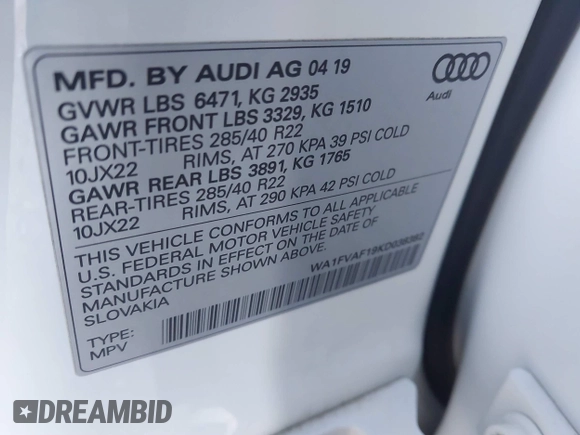 MFD. BY AUDI AG 04 19
Audi
GVWR LBS 6471, KG 2935
GAWR FRONT LBS 3329, KG 1510
FRONT-TIRES 285/40 R22
10JX22 RIMS, AT 270 KPA 39 PSI COLD
GAWR REAR LBS 3891, KG 1765
REAR-TIRES 285/40 R22
10JX22 RIMS, AT 290 KPA 42 PSI COLD
THIS VEHICLE CONFORMS TO ALL APPLICABLE
U.S. FEDERAL MOTOR VEHICLE SAFETY
STANDARDS IN EFFECT ON THE DATE OF
MANUFACTURE SHOWN ABOVE.
SLOVAKIA
TYPE:
MPV
DREAMBID